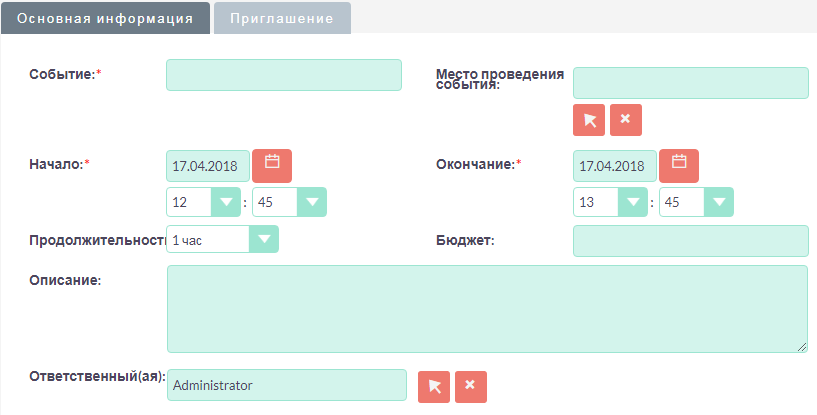 Основная информация Приглашение
Событие:* Место проведения
события:
Начало:* 17.04.2018 Окончание:* 17.04.2018
12 : 45 13 : 45
Продолжительность 1 час Бюджет:
Описание:
Ответственный(ая): Administrator